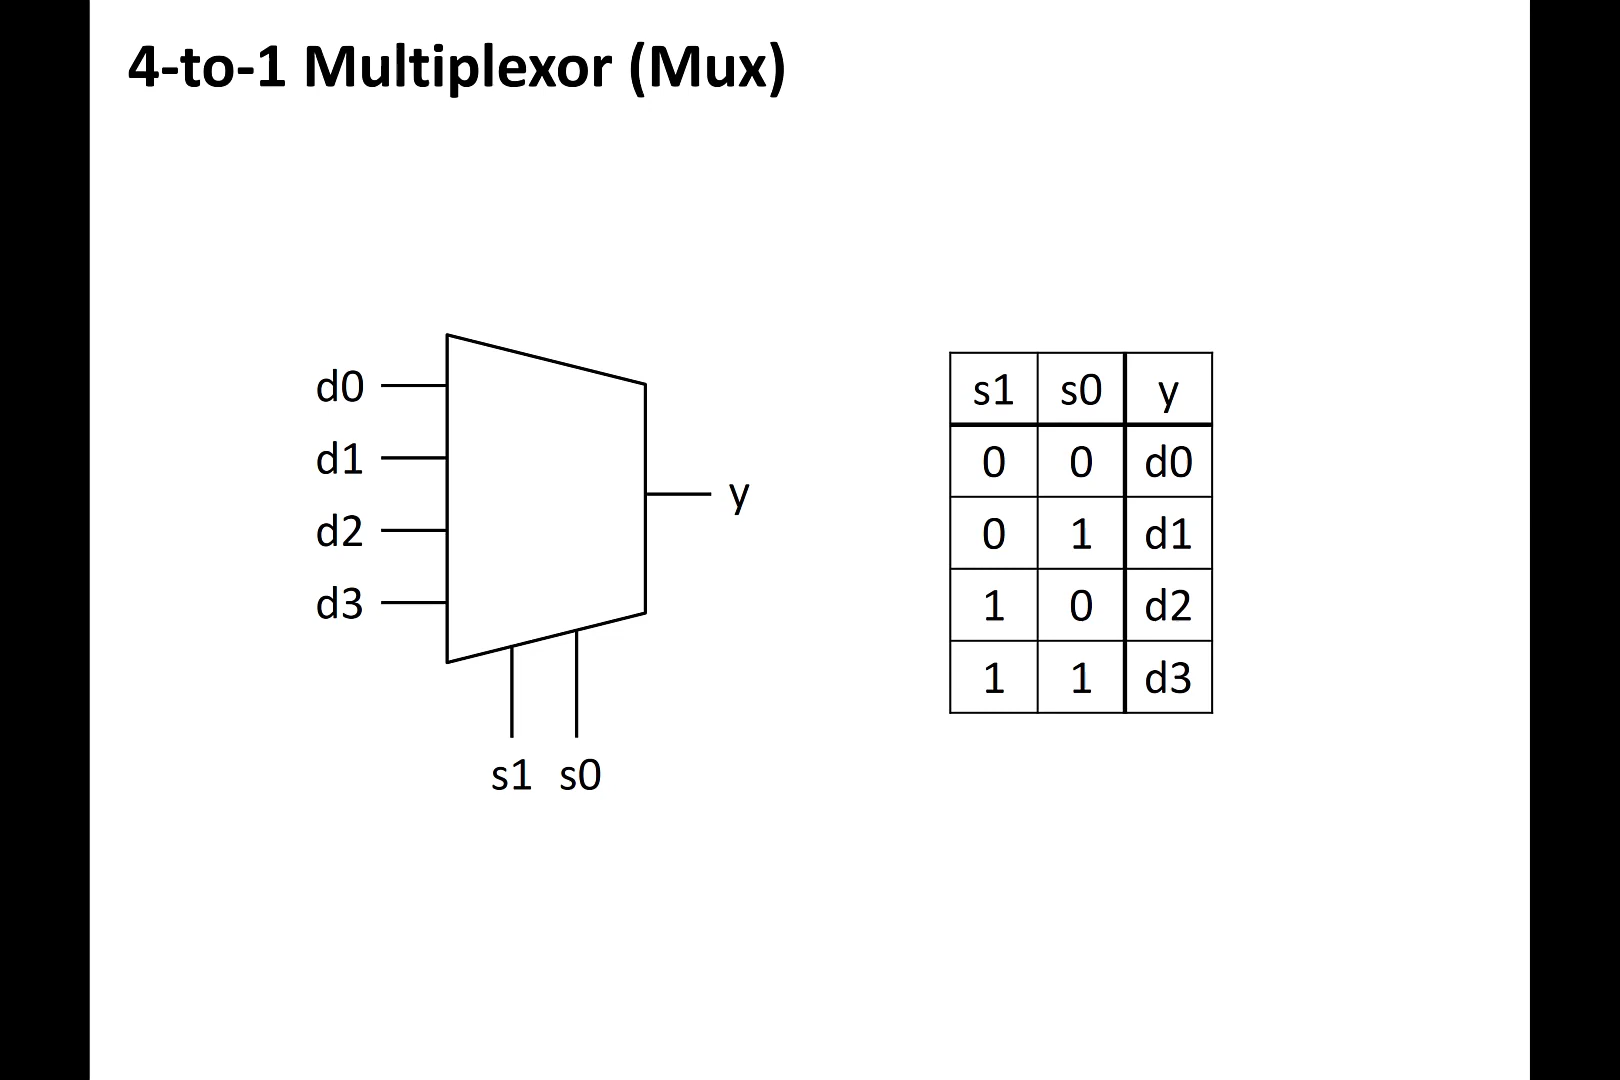 4-to-1 Multiplexor (Mux)
d0
d1
d2
d3
y
s1 s0
s1 s0 y
0 0 d0
0 1 d1
1 0 d2
1 1 d3